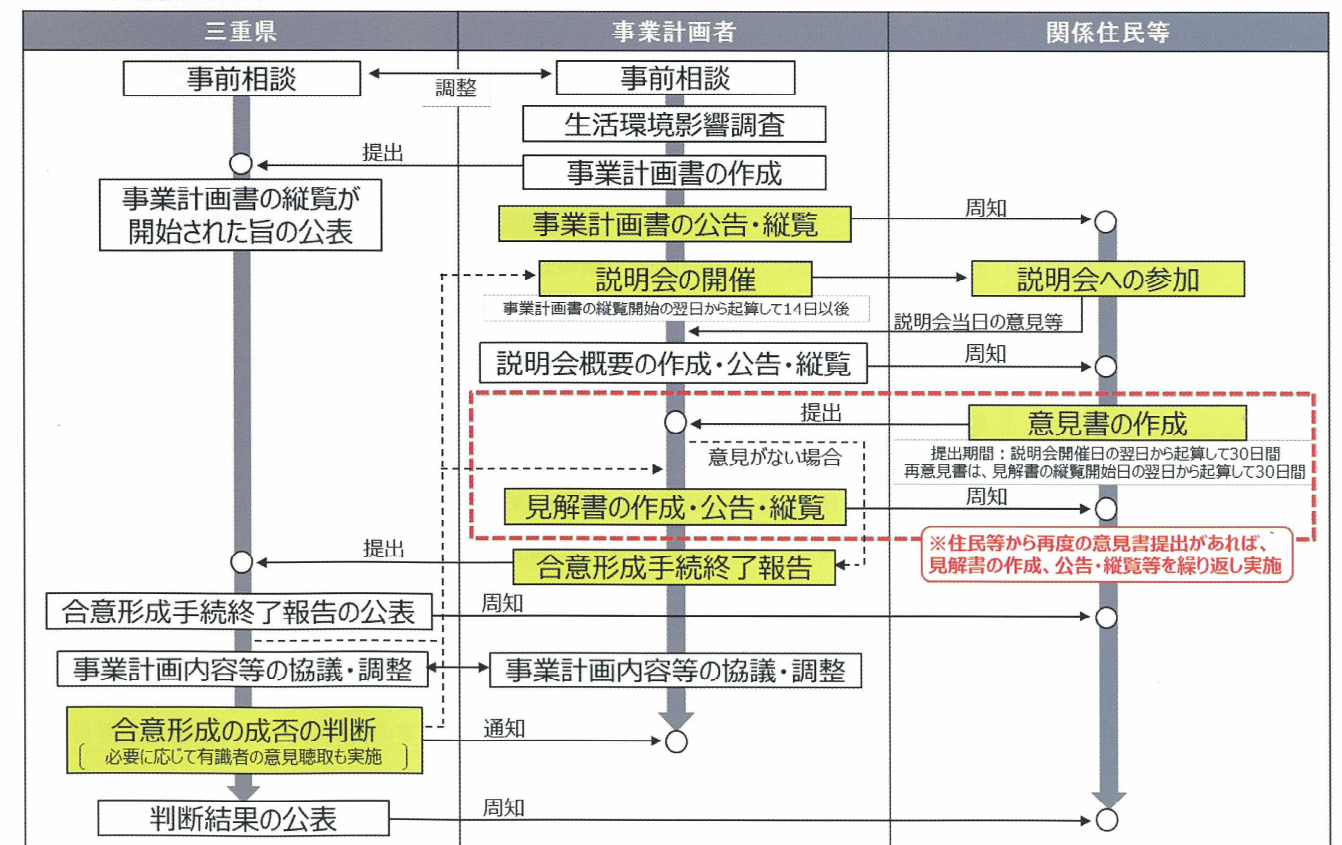 三重県
事業計画者
関係住民等
事前相談
調整
事前相談
生活環境影響調査
提出
事業計画書の作成
事業計画書の縦覧が
開始された旨の公表
事業計画書の公告・縦覧
周知
説明会の開催
事業計画書の縦覧開始の翌日から起算して14日以後
説明会への参加
説明会当日の意見等
説明会概要の作成・公告・縦覧
周知
提出
意見書の作成
提出期間：説明会開催日の翌日から起算して30日間
再意見書は、見解書の縦覧開始日の翌日から起算して30日間
意見がない場合
見解書の作成・公告・縦覧
周知
※住民等から再度の意見書提出があれば、
見解書の作成、公告・縦覧等を繰り返し実施
提出
合意形成手続終了報告
合意形成手続終了報告の公表
周知
事業計画内容等の協議・調整
事業計画内容等の協議・調整
合意形成の成否の判断
〔 必要に応じて有識者の意見聴取も実施 〕
通知
判断結果の公表
周知